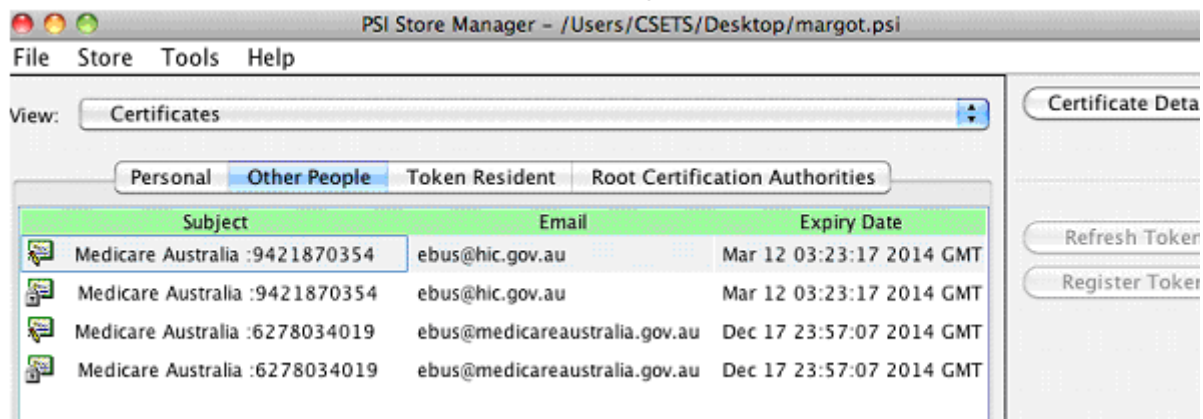 PSI Store Manager – /Users/CSETS/Desktop/margot.psi
File Store Tools Help
View: Certificates
Certificate Deta
Personal Other People Token Resident Root Certification Authorities
Subject Email Expiry Date
Medicare Australia :9421870354 ebus@hic.gov.au Mar 12 03:23:17 2014 GMT
Refresh Token
Medicare Australia :9421870354 ebus@hic.gov.au Mar 12 03:23:17 2014 GMT
Register Token
Medicare Australia :6278034019 ebus@medicareaustralia.gov.au Dec 17 23:57:07 2014 GMT
Medicare Australia :6278034019 ebus@medicareaustralia.gov.au Dec 17 23:57:07 2014 GMT